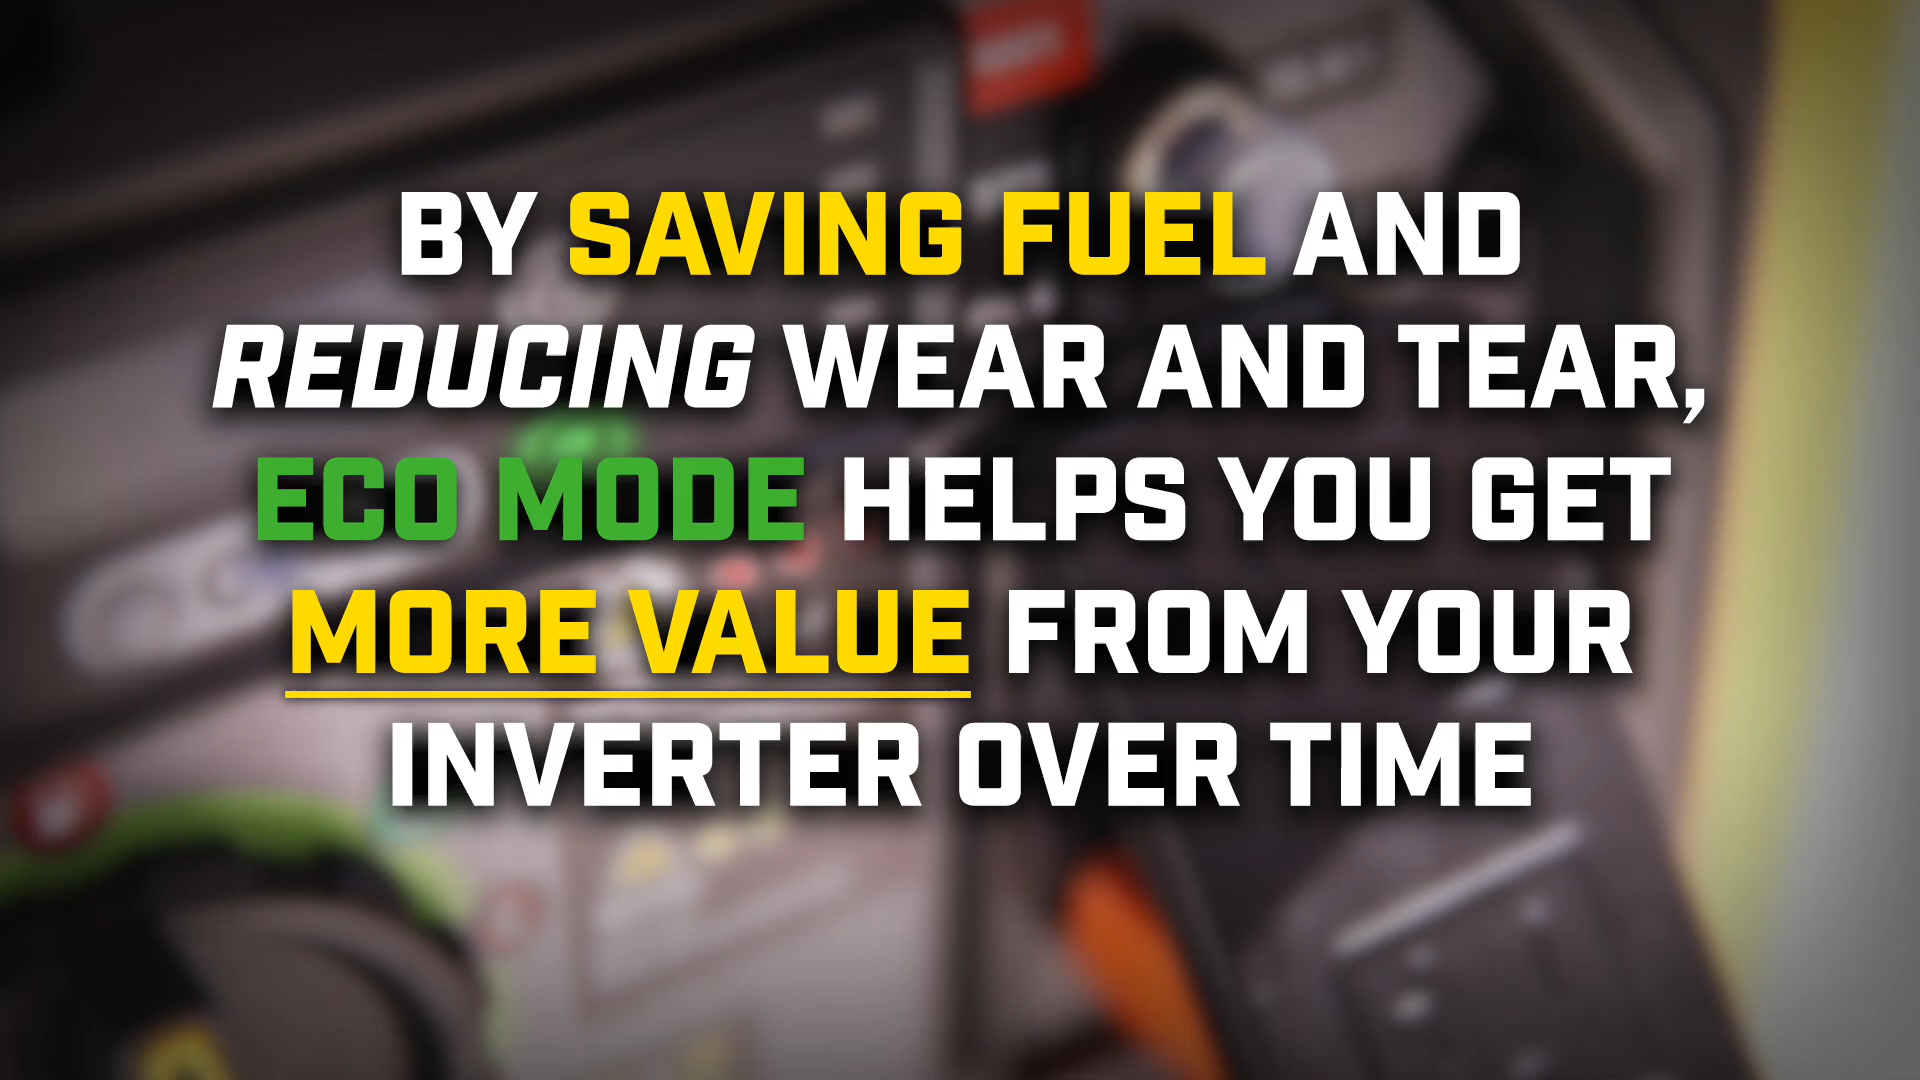 BY SAVING FUEL AND
REDUCING WEAR AND TEAR,
ECO MODE HELPS YOU GET
MORE VALUE FROM YOUR
INVERTER OVER TIME